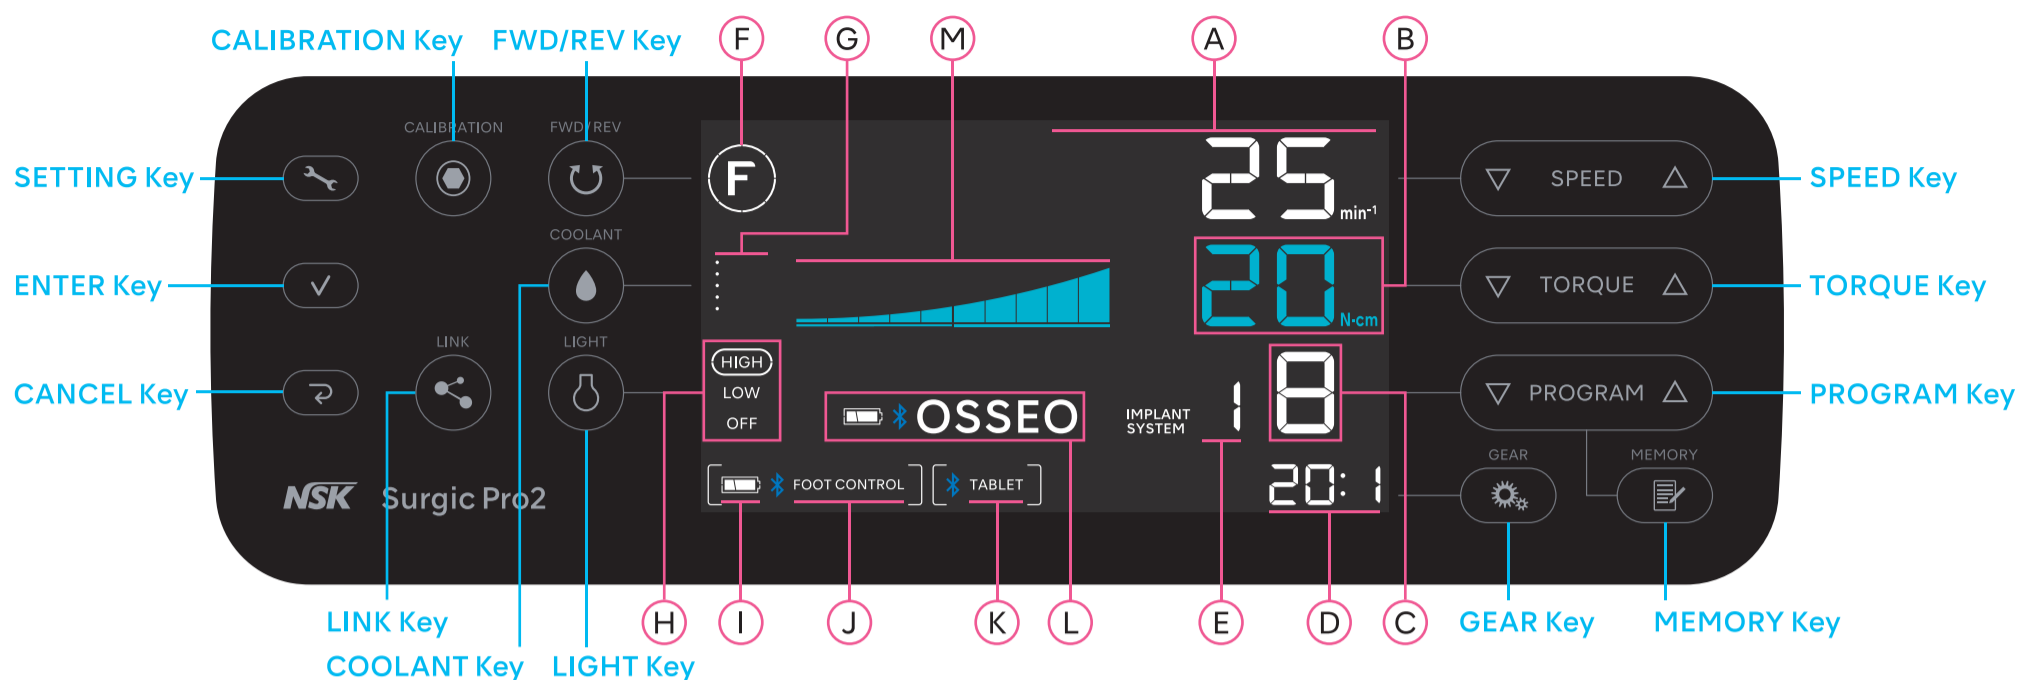 F
G
M
A
B
CALIBRATION Key
FWD/REV Key
CALIBRATION
FWD/REV
F
25
min⁻¹
SETTING Key
SPEED
SPEED Key
COOLANT
20
N·cm
ENTER Key
TORQUE
TORQUE Key
LINK
LIGHT
HIGH
LOW
OFF
CANCEL Key
OSSEO
IMPLANT
SYSTEM
1
8
PROGRAM
PROGRAM Key
GEAR
MEMORY
NSK Surgic Pro2
FOOT CONTROL
TABLET
20:1
LINK Key
H
I
J
K
L
E
D
C
GEAR Key
MEMORY Key
COOLANT Key
LIGHT Key